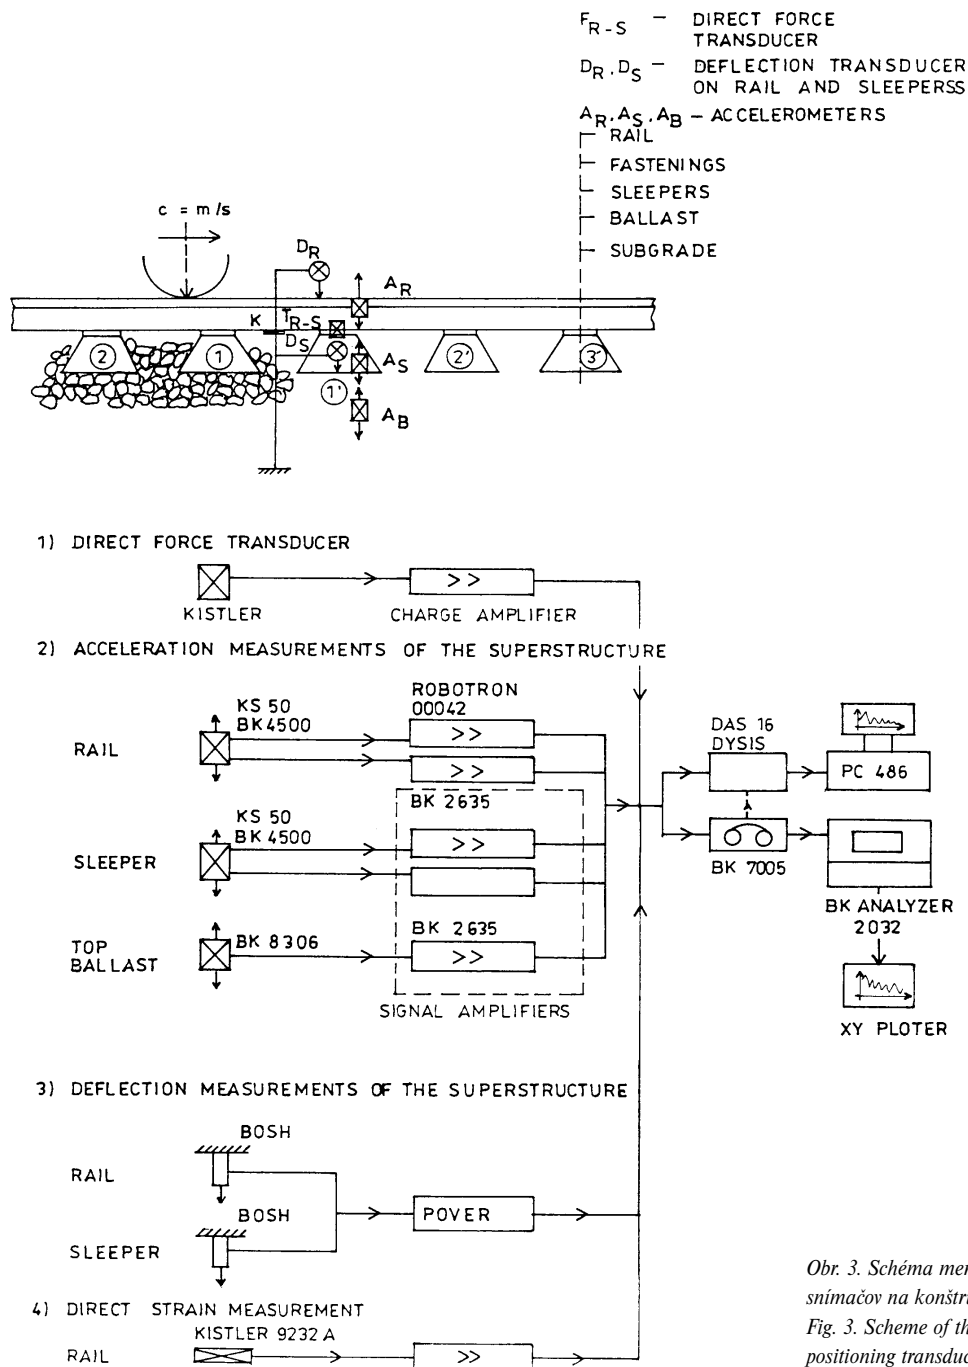 F R-S — DIRECT FORCE
TRANSDUCER
D R, D S — DEFLECTION TRANSDUCER
ON RAIL AND SLEEPERSS
A R, A S, A B — ACCELEROMETERS
RAIL
FASTENINGS
SLEEPERS
BALLAST
SUBGRADE
c = m/s
D R
A R
K
T R-S
D S
A S
A B
2
1
1'
2'
3'
1) DIRECT FORCE TRANSDUCER
>>
KISTLER
CHARGE AMPLIFIER
2) ACCELERATION MEASUREMENTS OF THE SUPERSTRUCTURE
ROBOTRON
00042
KS 50
BK 4500
RAIL
>>
>>
BK 2635
KS 50
BK 4500
SLEEPER
>>
BK 2635
BK 8306
TOP
BALLAST
>>
SIGNAL AMPLIFIERS
DAS 16
DYSIS
PC 486
BK 7005
BK ANALYZER
2032
XY PLOTER
3) DEFLECTION MEASUREMENTS OF THE SUPERSTRUCTURE
BOSH
RAIL
BOSH
POVER
SLEEPER
4) DIRECT STRAIN MEASUREMENT
KISTLER 9232 A
RAIL
>>
Obr. 3. Schéma mer
snímačov na konštr
Fig. 3. Scheme of th
positioning transduc